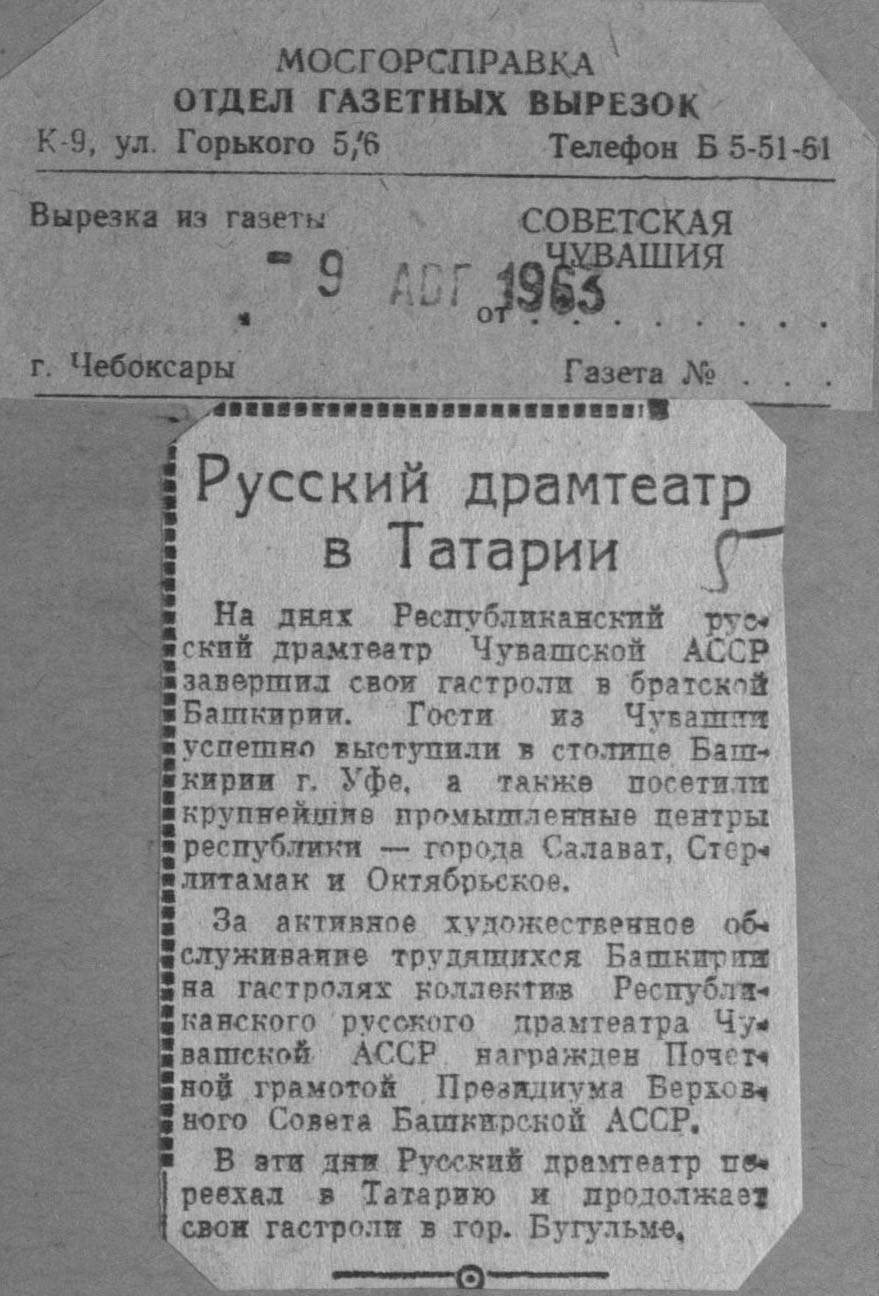 МОСГОРСПРАВКА
ОТДЕЛ ГАЗЕТНЫХ ВЫРЕЗОК
К-9, ул. Горького 5/6 Телефон Б 5-51-61
Вырезка из газеты СОВЕТСКАЯ
ЧУВАШИЯ
- 9 АВГ 1963
от . . . . . . . . .
г. Чебоксары Газета № . . .
Русский драмтеатр
в Татарии
На днях Республиканский рус-
ский драмтеатр Чувашской АССР
завершил свои гастроли в братской
Башкирии. Гости из Чувашии
успешно выступили в столице Баш-
кирии г. Уфе, а также посетили
крупнейшие промышленные центры
республики — города Салават, Стер-
литамак и Октябрьское.
За активное художественное об-
служивание трудящихся Башкирии
на гастролях коллектив Республи-
канского русского драмтеатра Чу-
вашской АССР награжден Почет-
ной грамотой Президиума Верхов-
ного Совета Башкирской АССР.
В эти дни Русский драмтеатр пе-
реехал в Татарию и продолжает
свои гастроли в гор. Бугульме.